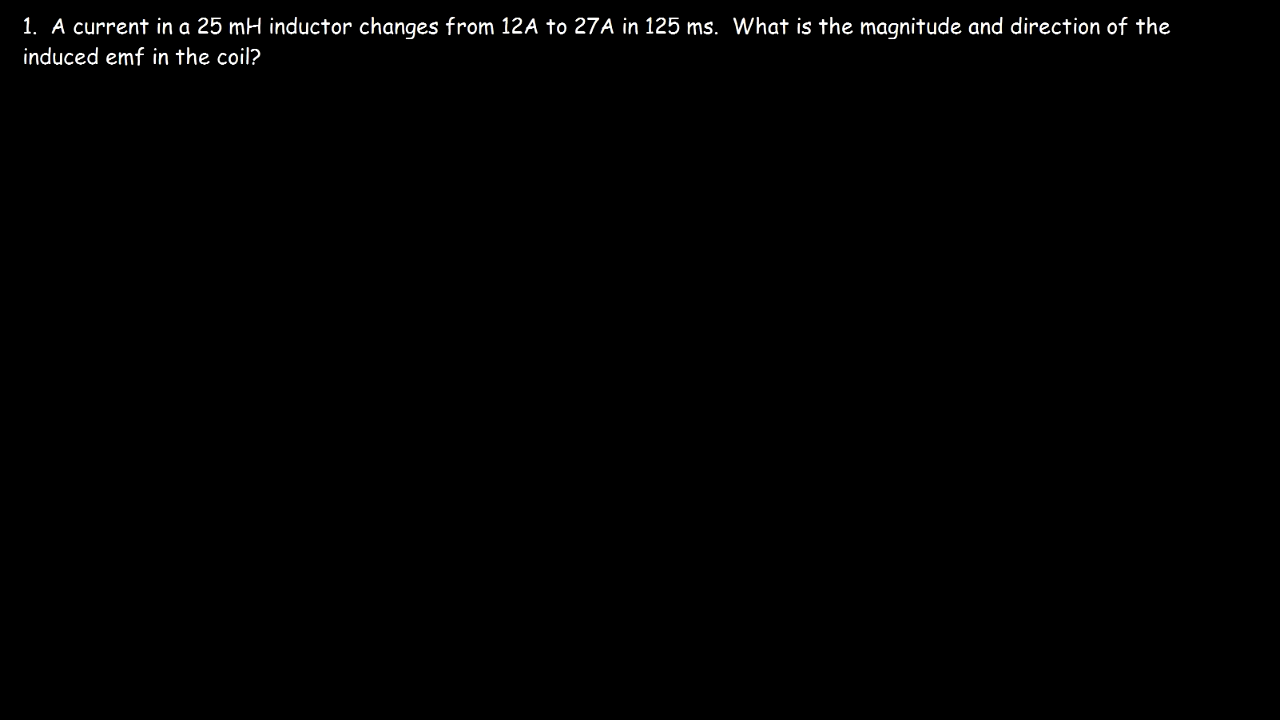 1.  A current in a 25 mH inductor changes from 12A to 27A in 125 ms.  What is the magnitude and direction of the
induced emf in the coil?